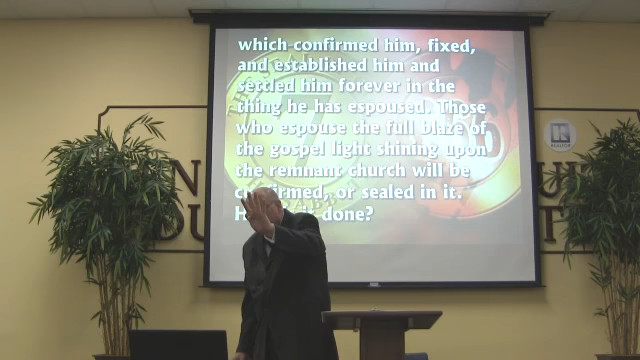 which confirmed him, fixed,
and established him and
settled him forever in the
thing he has espoused. Those
who espouse the full blaze of
the gospel light shining upon
the remnant church will be
confirmed, or sealed in it.
done?
REALTOR